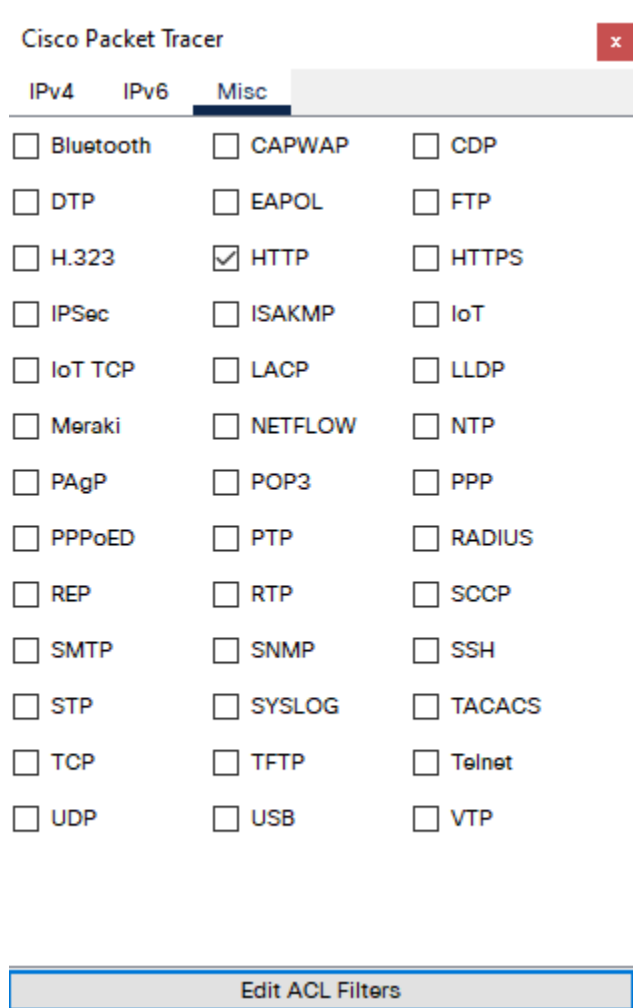 Cisco Packet Tracer x
IPv4 IPv6 Misc
Bluetooth CAPWAP CDP
DTP EAPOL FTP
H.323 HTTP HTTPS
IPSec ISAKMP IoT
IoT TCP LACP LLDP
Meraki NETFLOW NTP
PAgP POP3 PPP
PPPoED PTP RADIUS
REP RTP SCCP
SMTP SNMP SSH
STP SYSLOG TACACS
TCP TFTP Telnet
UDP USB VTP
Edit ACL Filters